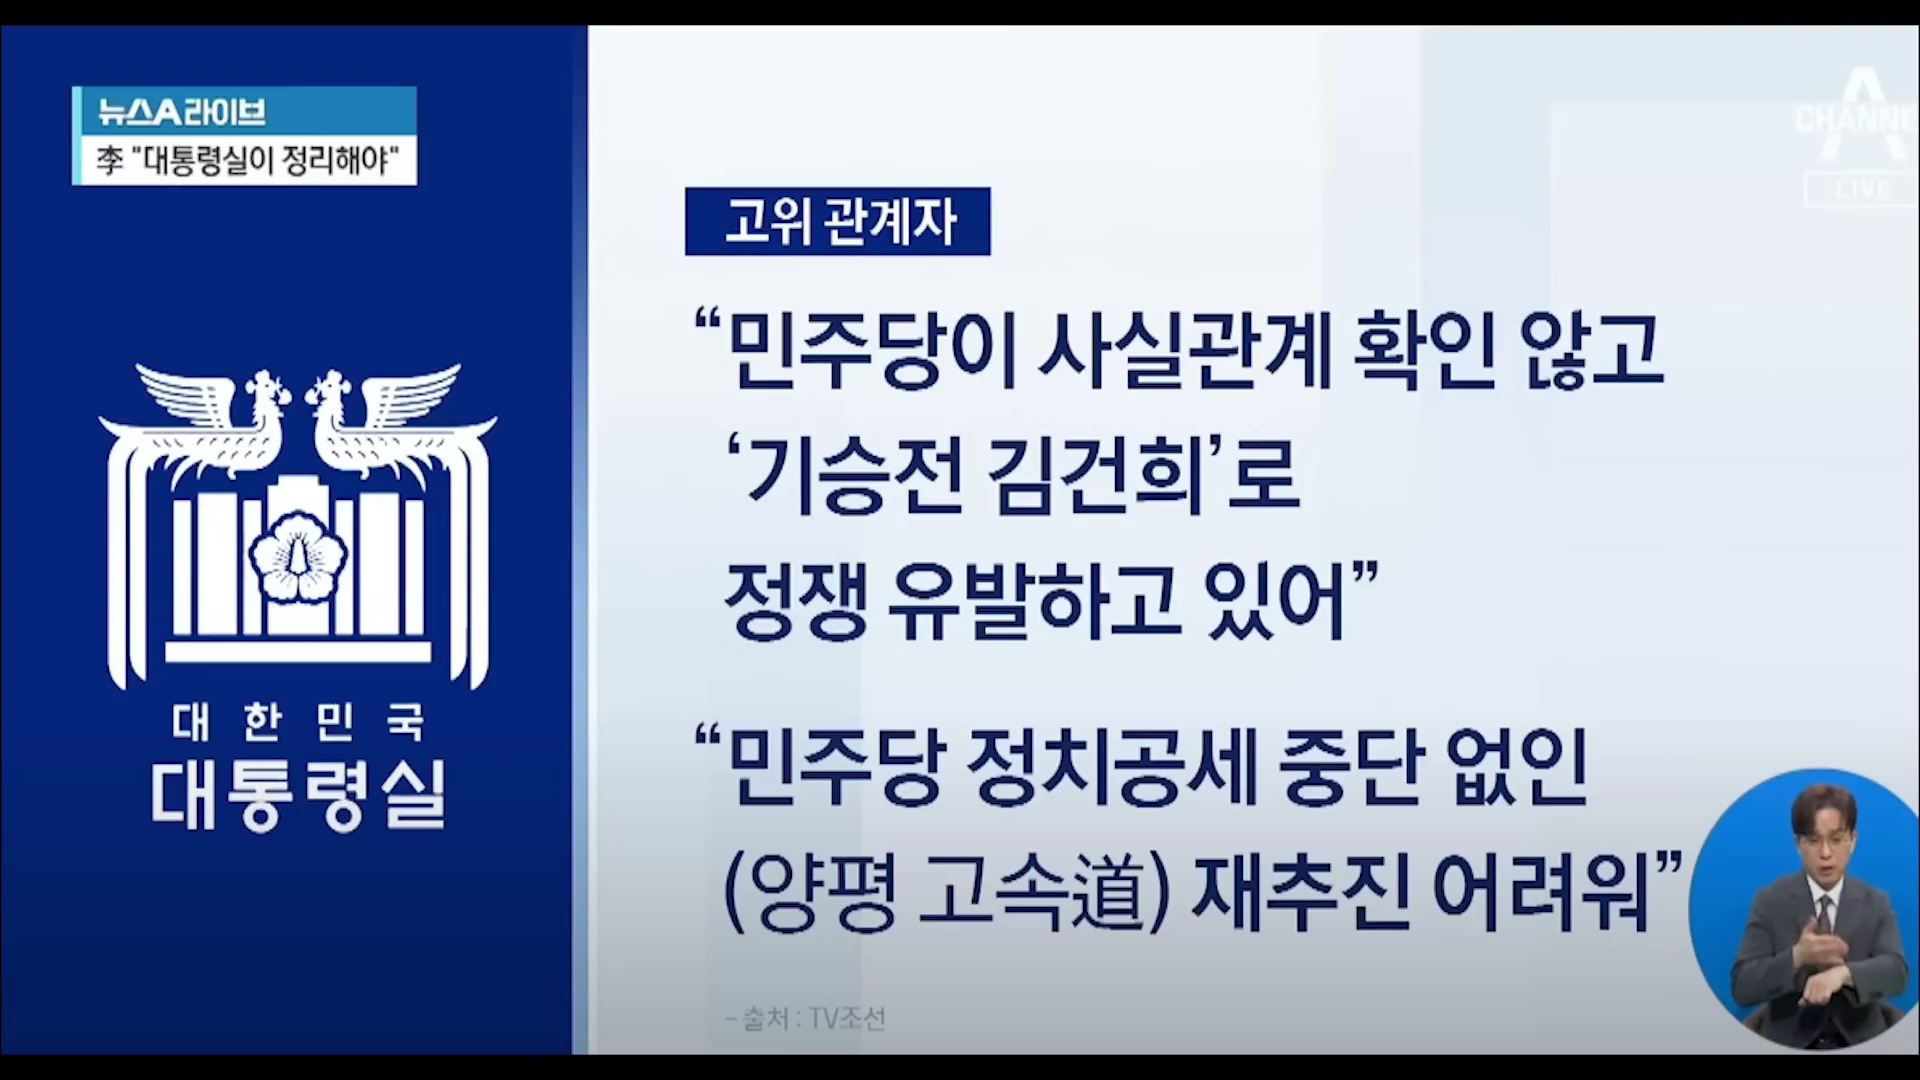 뉴스A라이브
李 "대통령실이 정리해야"
CHANNE
LIVE
고위 관계자
“민주당이 사실관계 확인 않고
‘기승전 김건희’로
정쟁 유발하고 있어”
“민주당 정치공세 중단 없인
(양평 고속道) 재추진 어려워”
- 출처 : TV조선
대한민국
대통령실